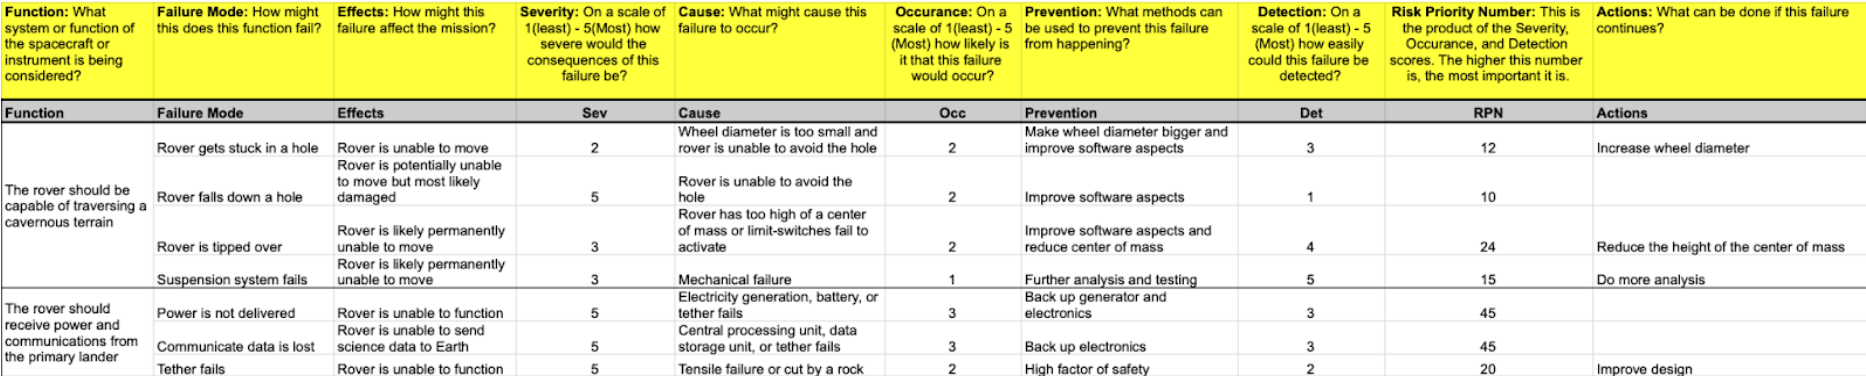 Function: What system or function of the spacecraft or instrument is being considered?
Failure Mode: How might this does this function fail?
Effects: How might this failure affect the mission?
Severity: On a scale of 1(least) - 5(Most) how severe would the consequences of this failure be?
Cause: What might cause this failure to occur?
Occurance: On a scale of 1(least) - 5 (Most) how likely is it that this failure would occur?
Prevention: What methods can be used to prevent this failure from happening?
Detection: On a scale of 1(least) - 5 (Most) how easily could this failure be detected?
Risk Priority Number: This is the product of the Severity, Occurance, and Detection scores. The higher this number is, the most important it is.
Actions: What can be done if this failure continues?
Function Failure Mode Effects Sev Cause Occ Prevention Det RPN Actions
The rover should be capable of traversing a cavernous terrain
Rover gets stuck in a hole Rover is unable to move 2 Wheel diameter is too small and rover is unable to avoid the hole 2 Make wheel diameter bigger and improve software aspects 3 12 Increase wheel diameter
Rover falls down a hole Rover is potentially unable to move but most likely damaged 5 Rover is unable to avoid the hole 2 Improve software aspects 1 10
Rover is tipped over Rover is likely permanently unable to move 3 Rover has too high of a center of mass or limit-switches fail to activate 2 Improve software aspects and reduce center of mass 4 24 Reduce the height of the center of mass
Suspension system fails Rover is likely permanently unable to move 3 Mechanical failure 1 Further analysis and testing 5 15 Do more analysis
The rover should receive power and communications from the primary lander
Power is not delivered Rover is unable to function 5 Electricity generation, battery, or tether fails 3 Back up generator and electronics 3 45
Communicate data is lost Rover is unable to send science data to Earth 5 Central processing unit, data storage unit, or tether fails 3 Back up electronics 3 45
Tether fails Rover is unable to function 5 Tensile failure or cut by a rock 2 High factor of safety 2 20 Improve design